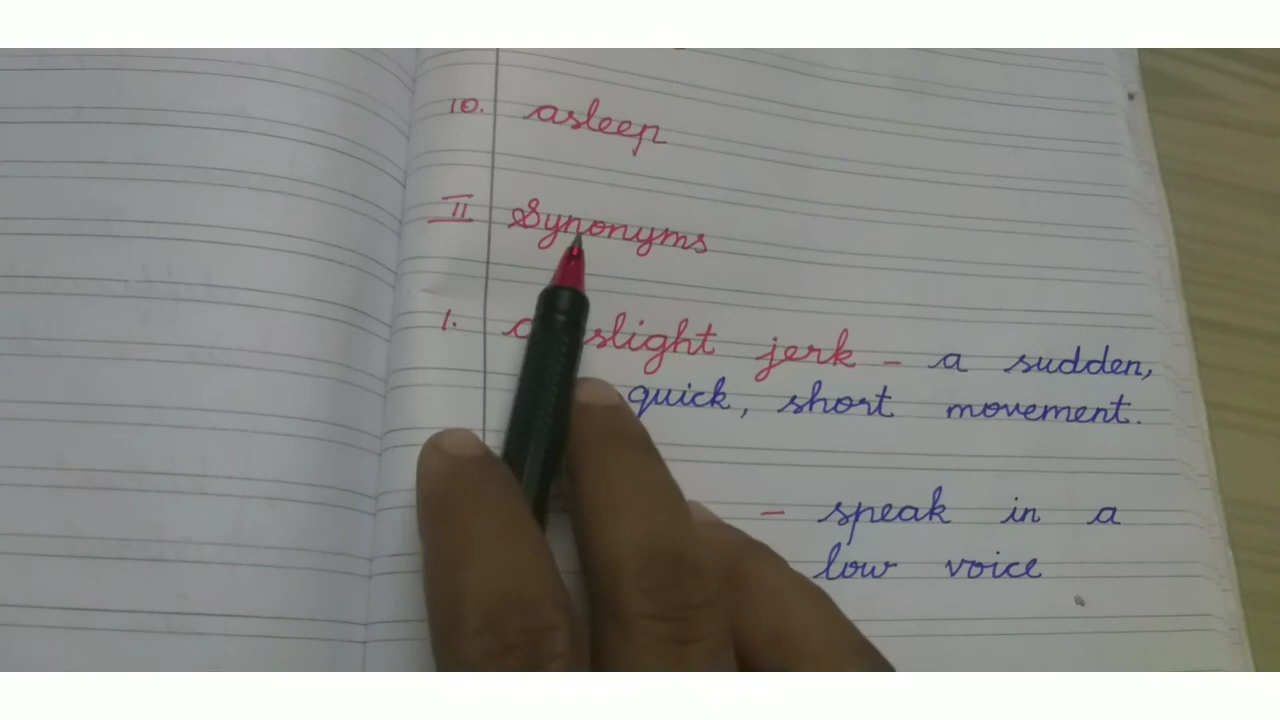 10. asleep
II Synonyms
1. slight jerk - a sudden,
quick, short movement.
- speak in a
low voice